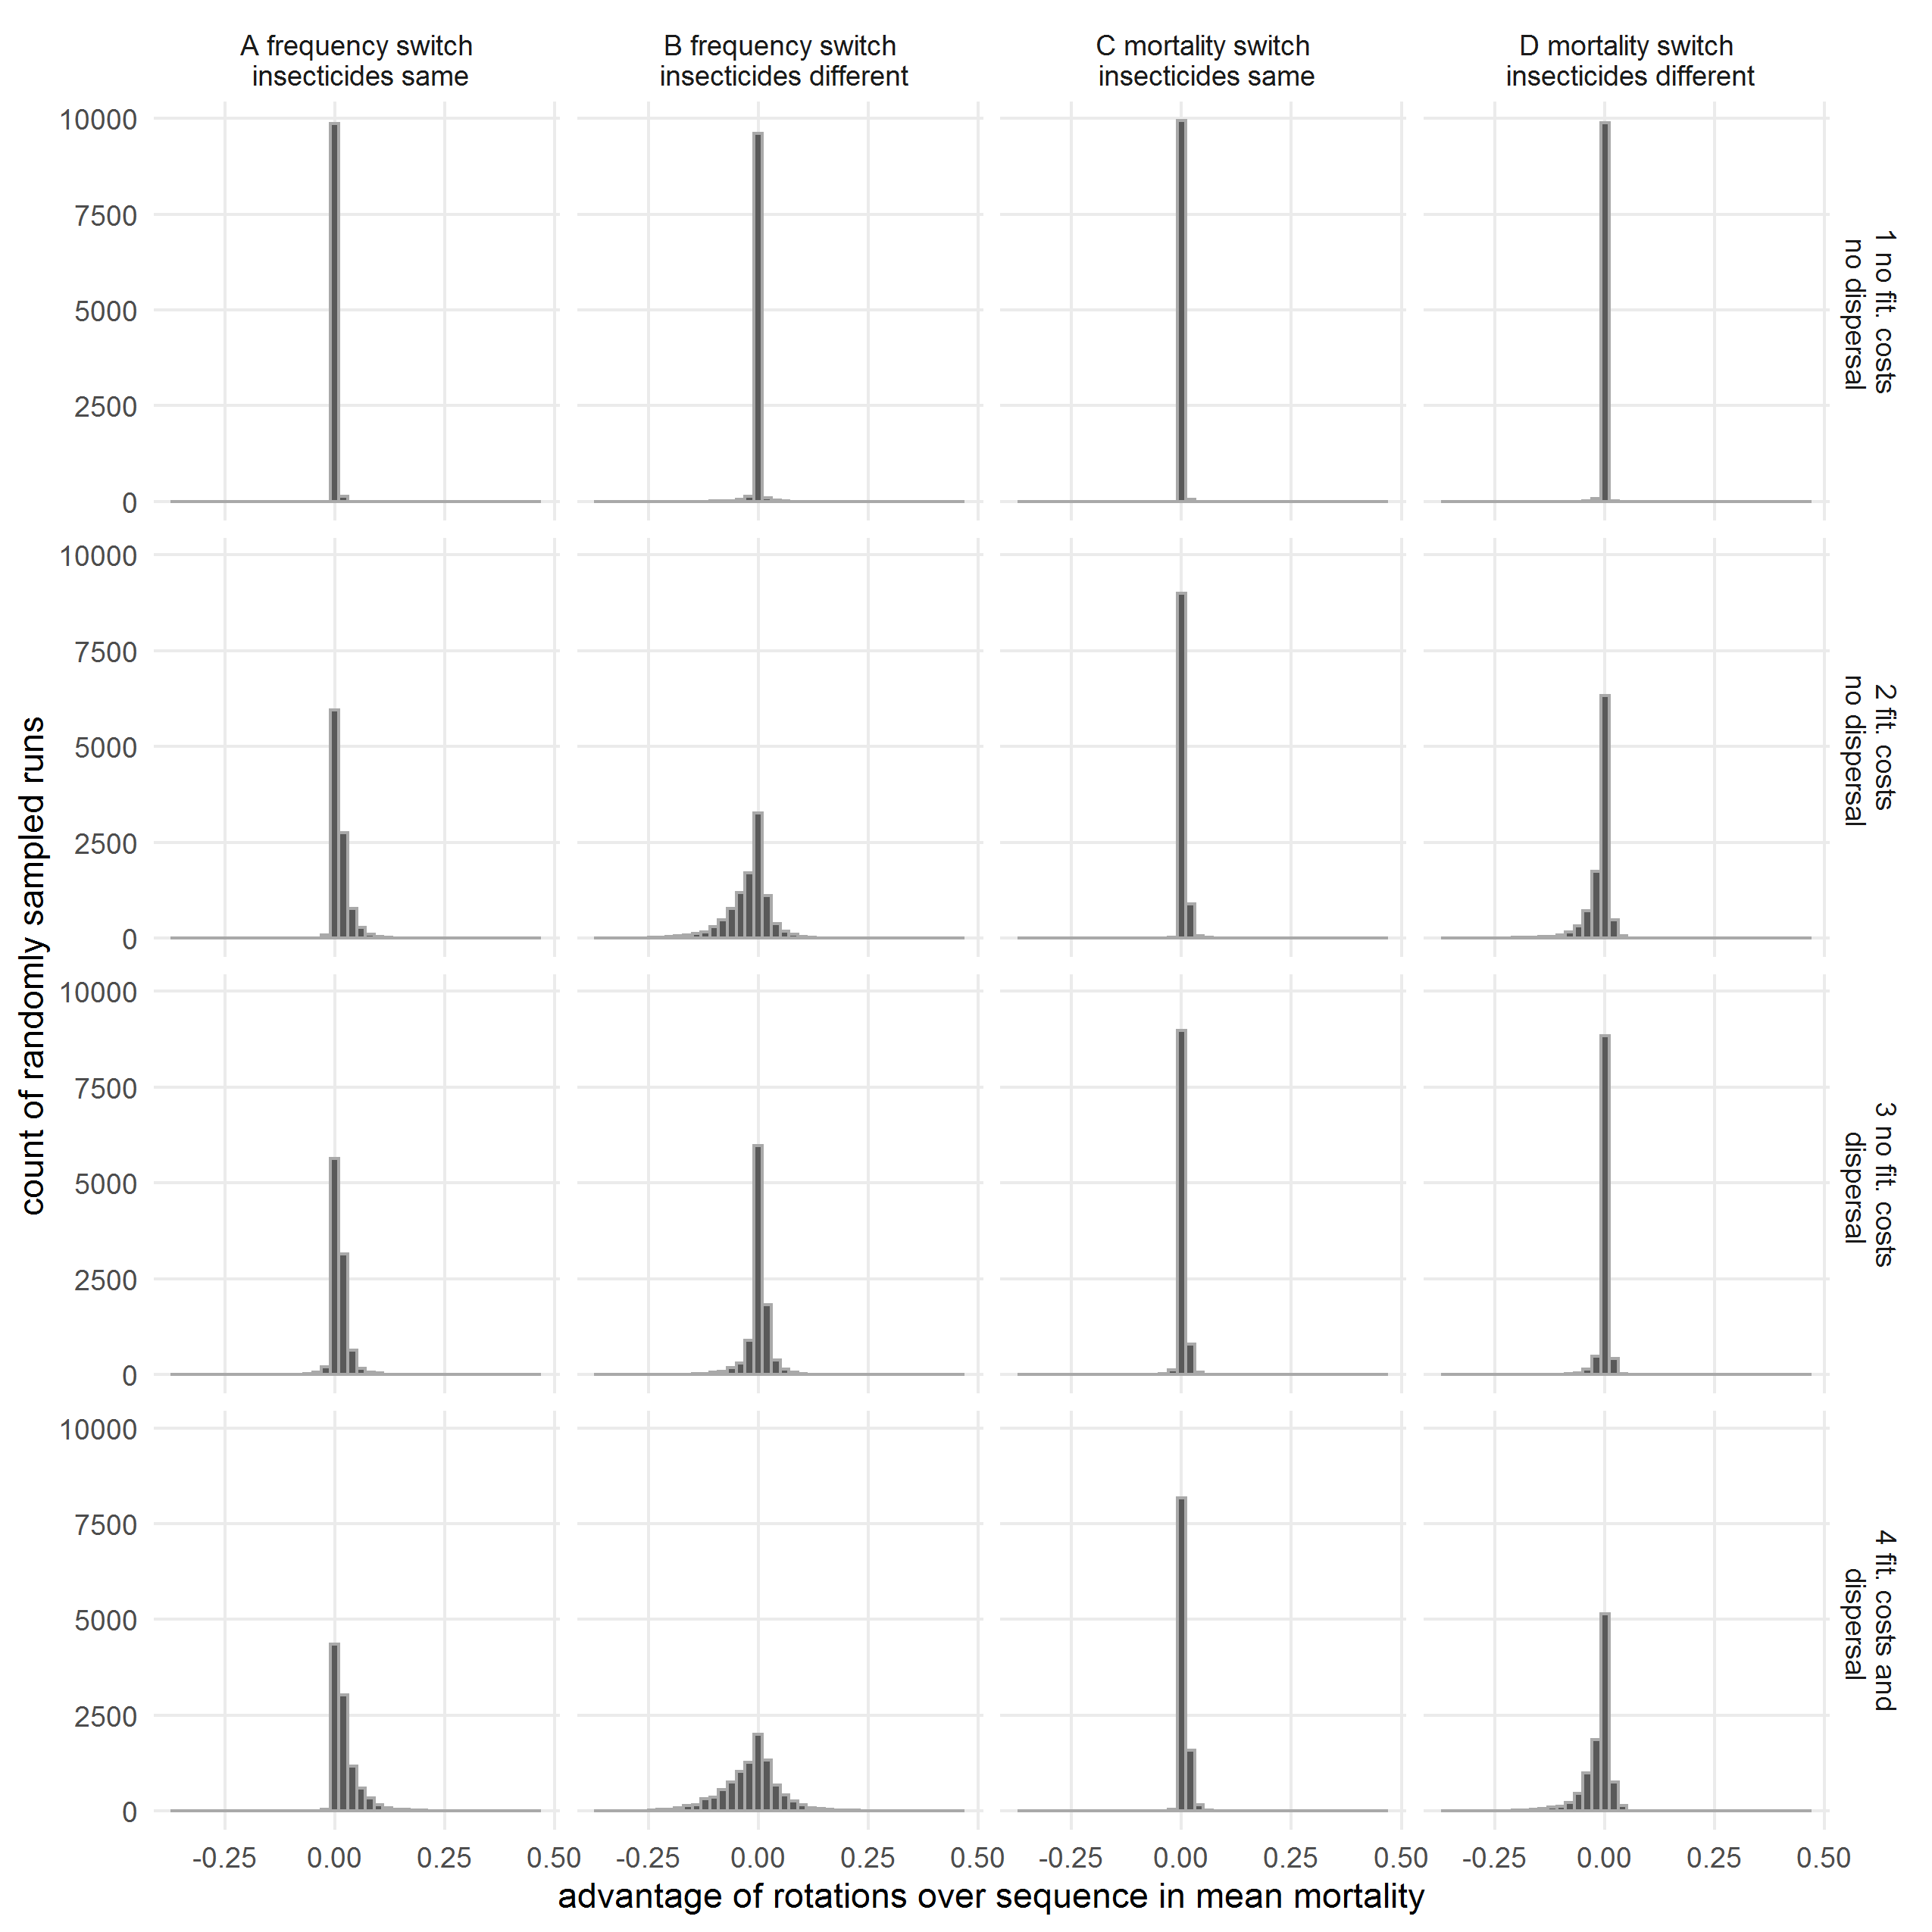 A frequency switch
insecticides same
B frequency switch
insecticides different
C mortality switch
insecticides same
D mortality switch
insecticides different
10000
7500
5000
2500
0
1 no fit. costs
no dispersal
10000
7500
5000
2500
0
2 fit. costs
no dispersal
10000
7500
5000
2500
0
3 no fit. costs
dispersal
10000
7500
5000
2500
0
4 fit. costs and
dispersal
count of randomly sampled runs
-0.25 0.00 0.25 0.50 -0.25 0.00 0.25 0.50 -0.25 0.00 0.25 0.50 -0.25 0.00 0.25 0.50
advantage of rotations over sequence in mean mortality